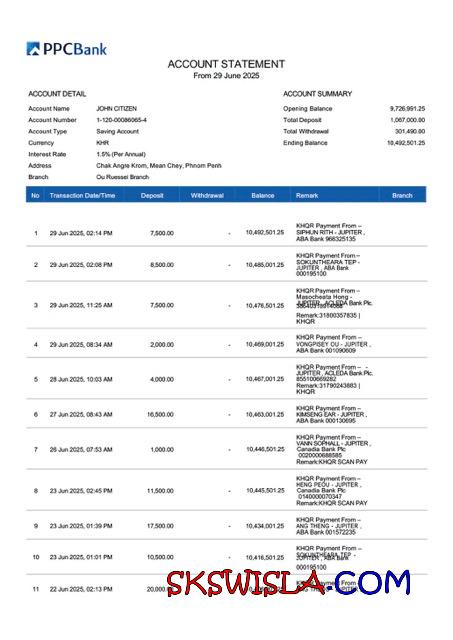 PPCBank
ACCOUNT STATEMENT
From 29 June 2025
ACCOUNT DETAIL
Account Name JOHN CITIZEN
Account Number 1-120-00086065-4
Account Type Saving Account
Currency KHR
Interest Rate 1.5% (Per Annual)
Address Chak Angre Krom, Mean Chey, Phnom Penh
Branch Ou Ruessel Branch
ACCOUNT SUMMARY
Opening Balance 9,726,991.25
Total Deposit 1,067,000.00
Total Withdrawal 301,490.00
Ending Balance 10,492,501.25
No Transaction Date/Time Deposit Withdrawal Balance Remark Branch
1 29 Jun 2025, 02:14 PM 7,500.00 - 10,492,501.25
KHQR Payment From –
SIPHUN RITH - JUPITER ,
ABA Bank 966325135
2 29 Jun 2025, 02:08 PM 8,500.00 - 10,485,001.25
KHQR Payment From –
SOKUNTHEARA TEP -
JUPITER , ABA Bank
000195100
3 29 Jun 2025, 11:25 AM 7,500.00 - 10,476,501.25
KHQR Payment From –
Masocheata Hong -
JUPITER, ACLEDA Bank Plc.
Remark:31800357835 |
KHQR
4 29 Jun 2025, 08:34 AM 2,000.00 - 10,469,001.25
KHQR Payment From –
VONGPISEY OU - JUPITER ,
ABA Bank 001090609
5 28 Jun 2025, 10:03 AM 4,000.00 - 10,467,001.25
KHQR Payment From – -
JUPITER , ACLEDA Bank Plc.
855100669282
Remark:31790243883 |
KHQR
6 27 Jun 2025, 08:43 AM 16,500.00 - 10,463,001.25
KHQR Payment From –
KIMSENG EAR - JUPITER ,
ABA Bank 000130695
7 26 Jun 2025, 07:53 AM 1,000.00 - 10,446,501.25
KHQR Payment From –
VANN SOPHALL - JUPITER ,
Canadia Bank Plc
0020000688585
Remark:KHQR SCAN PAY
8 23 Jun 2025, 02:45 PM 11,500.00 - 10,445,501.25
KHQR Payment From –
HENG PEOU - JUPITER ,
Canadia Bank Plc
0140000070347
Remark:KHQR SCAN PAY
9 23 Jun 2025, 01:39 PM 17,500.00 - 10,434,001.25
KHQR Payment From –
ANG THENG - JUPITER ,
ABA Bank 001572235
10 23 Jun 2025, 01:01 PM 10,500.00 - 10,416,501.25
KHQR Payment From –
SOKUNTHEARA TEP -
JUPITER , ABA Bank
000195100
11 22 Jun 2025, 02:13 PM 20,000.
SKSWISLA.COM